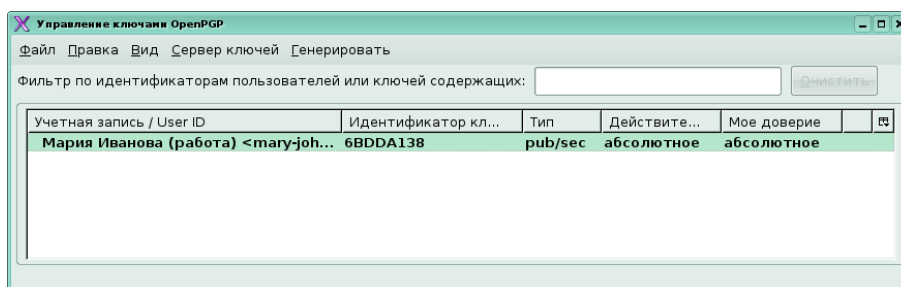 Управление ключами OpenPGP
Файл Правка Вид Сервер ключей Генерировать
Фильтр по идентификаторам пользователей или ключей содержащих: Очистить
Учетная запись / User ID Идентификатор кл... Тип Действите... Мое доверие
Мария Иванова (работа) <mary-joh... 6BDDA138 pub/sec абсолютное абсолютное